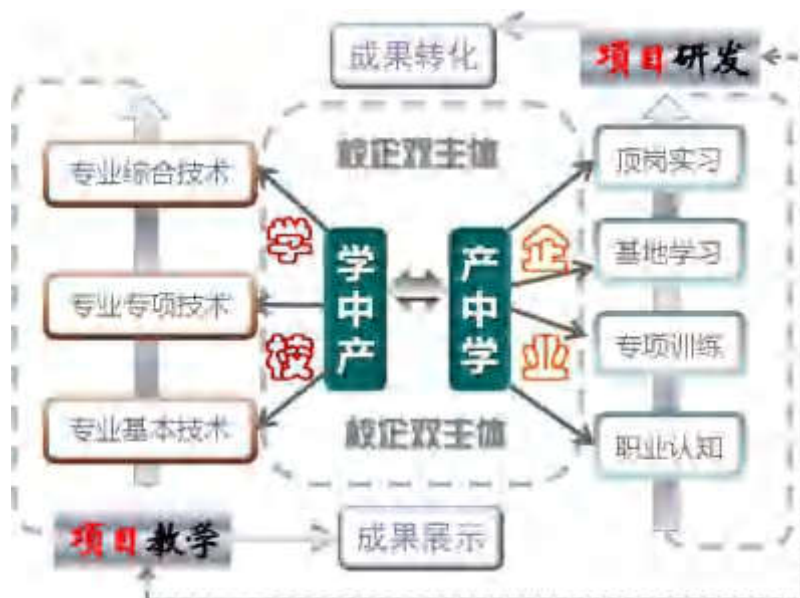 成果转化
项目研发
校企双主体
专业综合技术
顶岗实习
学校
学中产
产中学
企业
基地学习
专业专项技术
专项训练
专业基本技术
校企双主体
职业认知
项目教学
成果展示